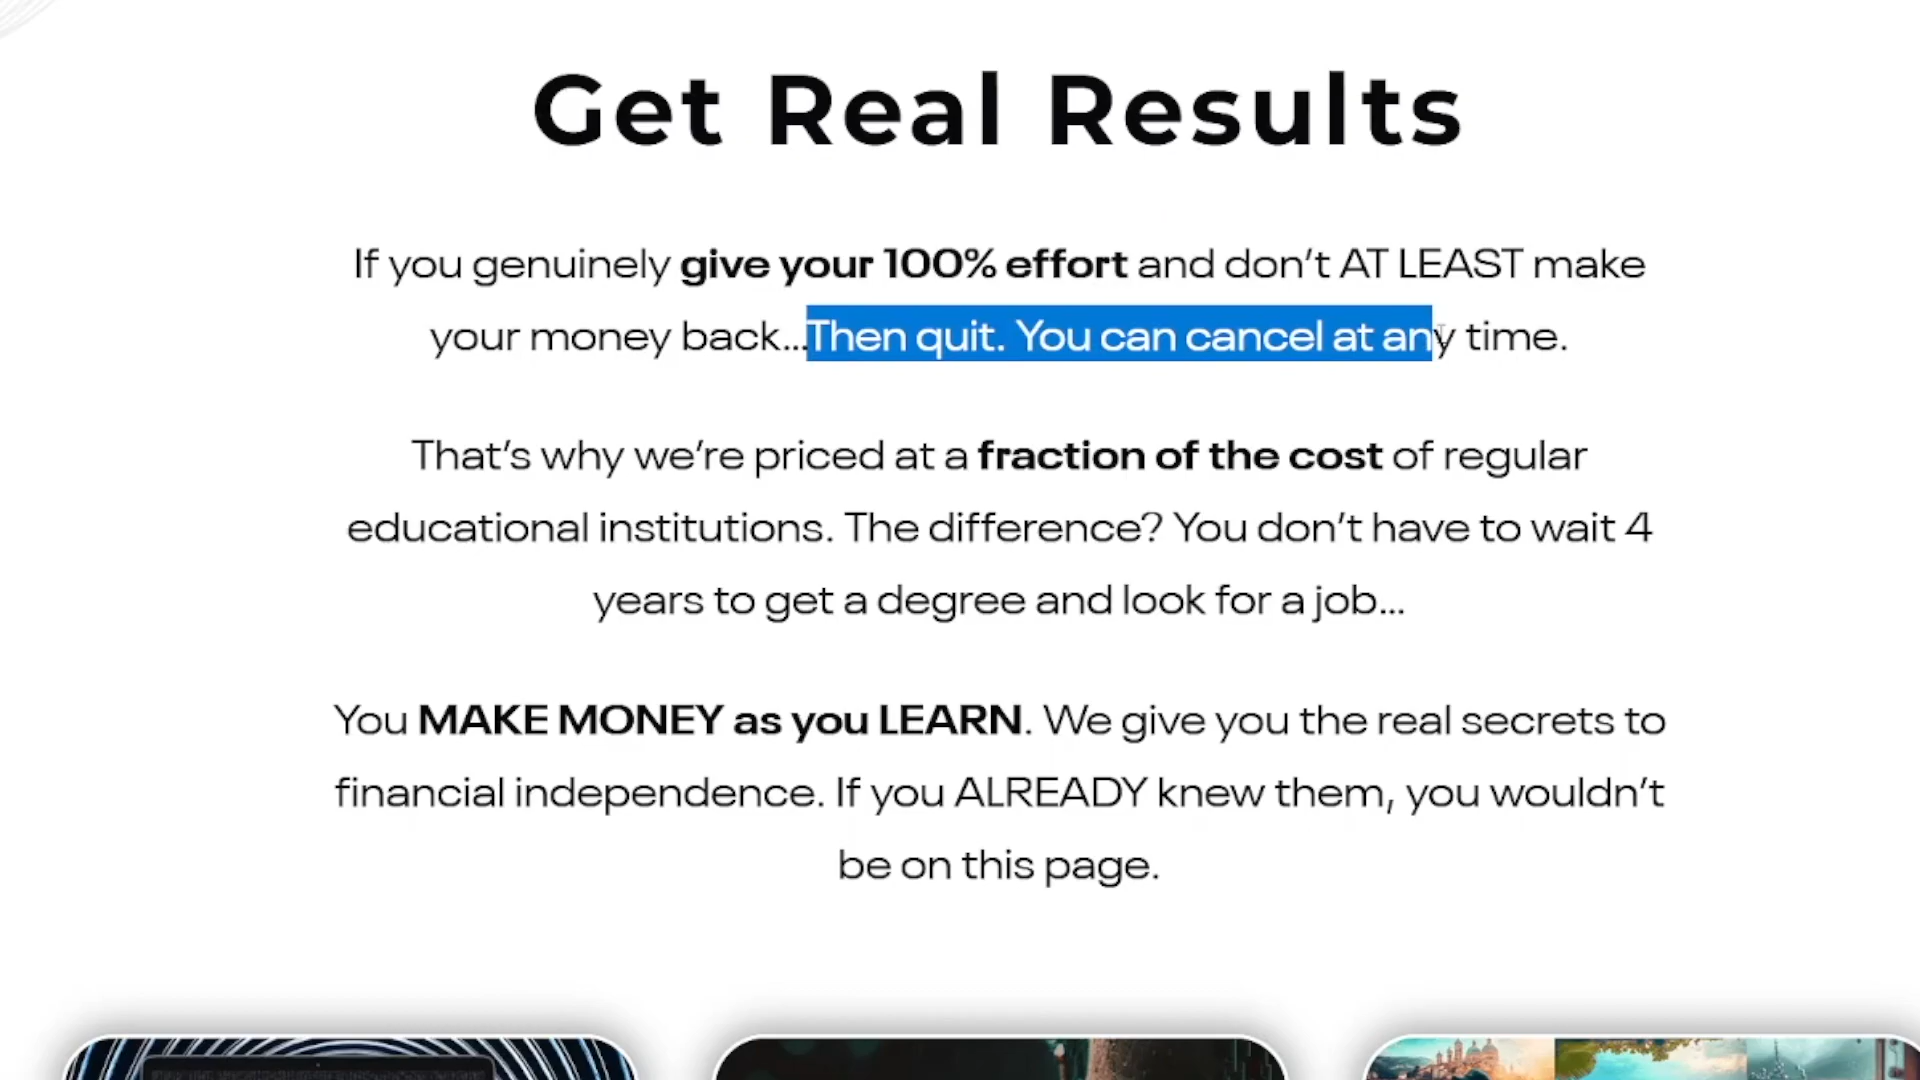 Get Real Results
If you genuinely give your 100% effort and don’t AT LEAST make
your money back...Then quit. You can cancel at any time.
That’s why we’re priced at a fraction of the cost of regular
educational institutions. The difference? You don’t have to wait 4
years to get a degree and look for a job...
You MAKE MONEY as you LEARN. We give you the real secrets to
financial independence. If you ALREADY knew them, you wouldn’t
be on this page.